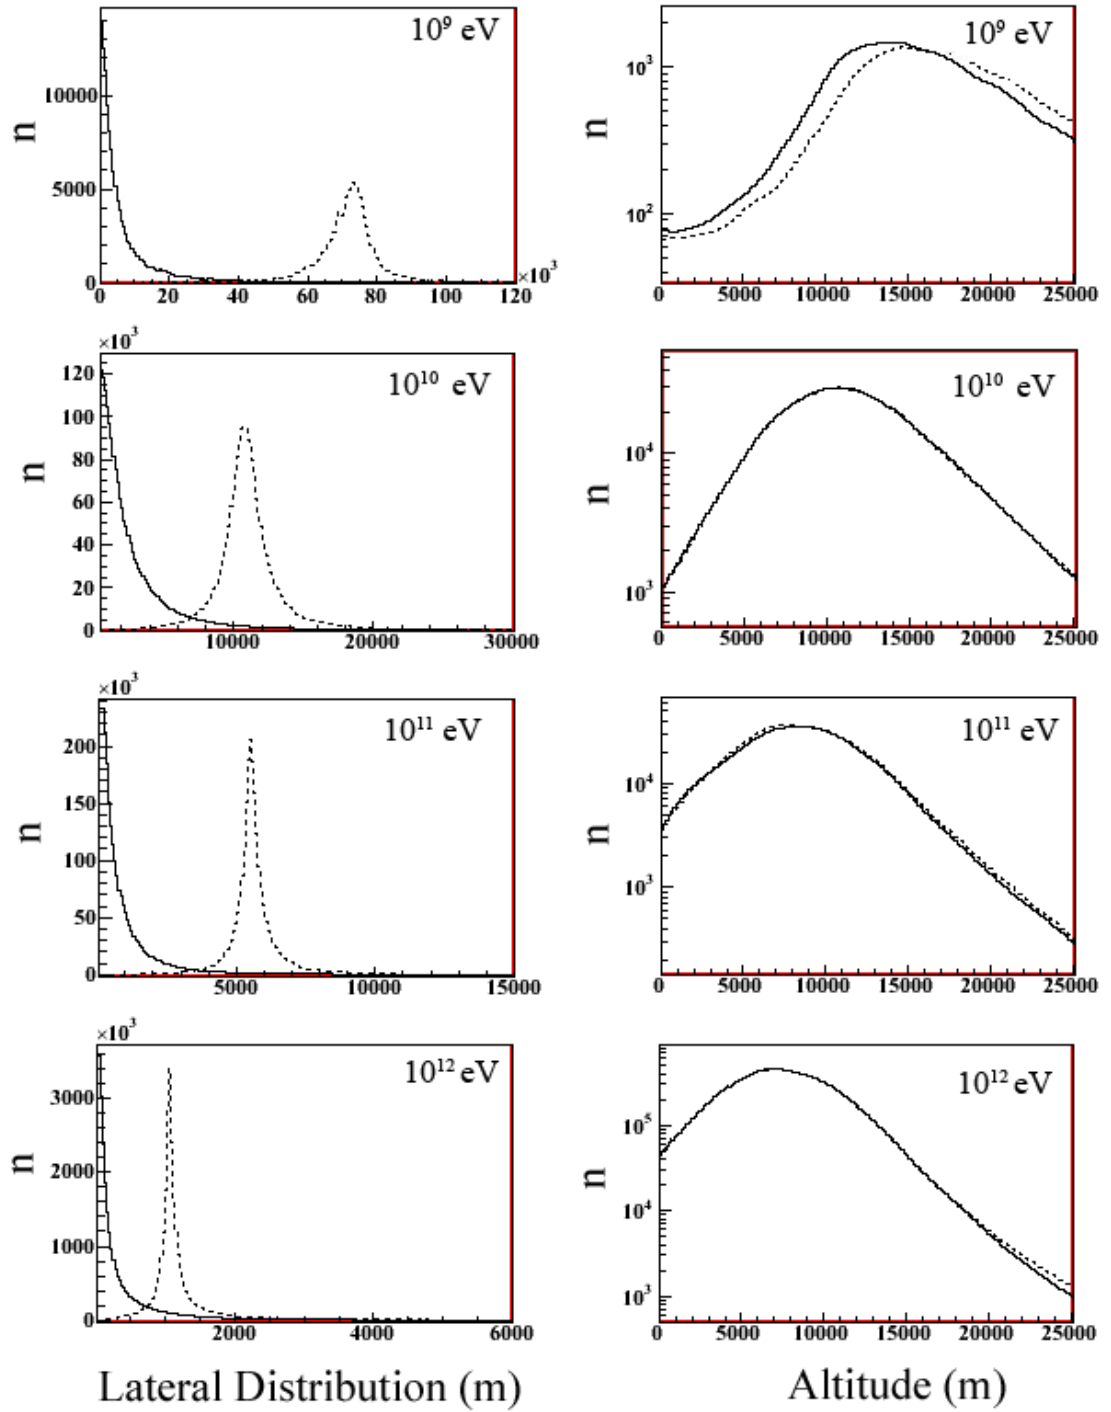 10⁹ eV
n
10000
5000
0
0 20 40 60 80 100 120 ×10³
10⁹ eV
n
10³
10²
0 5000 10000 15000 20000 25000
×10³
10¹⁰ eV
n
120
100
80
60
40
20
0
10000 20000 30000
10¹⁰ eV
n
10⁴
10³
0 5000 10000 15000 20000 25000
×10³
10¹¹ eV
n
200
150
100
50
0
5000 10000 15000
10¹¹ eV
n
10⁴
10³
0 5000 10000 15000 20000 25000
×10³
10¹² eV
n
3000
2000
1000
0
2000 4000 6000
10¹² eV
n
10⁵
10⁴
10³
0 5000 10000 15000 20000 25000
Lateral Distribution (m)
Altitude (m)